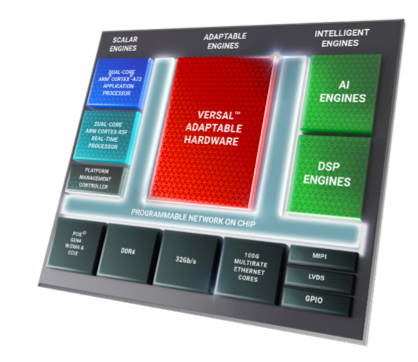 SCALAR
ENGINES
ADAPTABLE
ENGINES
INTELLIGENT
ENGINES
DUAL-CORE
ARM® CORTEX-A72
APPLICATION
PROCESSOR
DUAL-CORE
ARM CORTEX-R5F
REAL-TIME
PROCESSOR
PLATFORM
MANAGEMENT
CONTROLLER
VERSAL™
ADAPTABLE
HARDWARE
AI
ENGINES
DSP
ENGINES
PROGRAMMABLE NETWORK ON CHIP
PCIE®
GEN4
W/DMA &
CCIX
DDR4
32Gb/s
100G
MULTIRATE
ETHERNET
CORES
MIPI
LVDS
GPIO